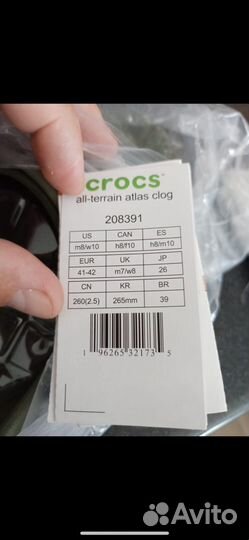 crocs™
all-terrain atlas clog
208391
US CAN ES
m8/w10 h8/f10 h8/m10
EUR UK JP
41-42 m7/w8 26
CN KR BR
260(2.5) 265mm 39
1 96265 32173 5
Avito